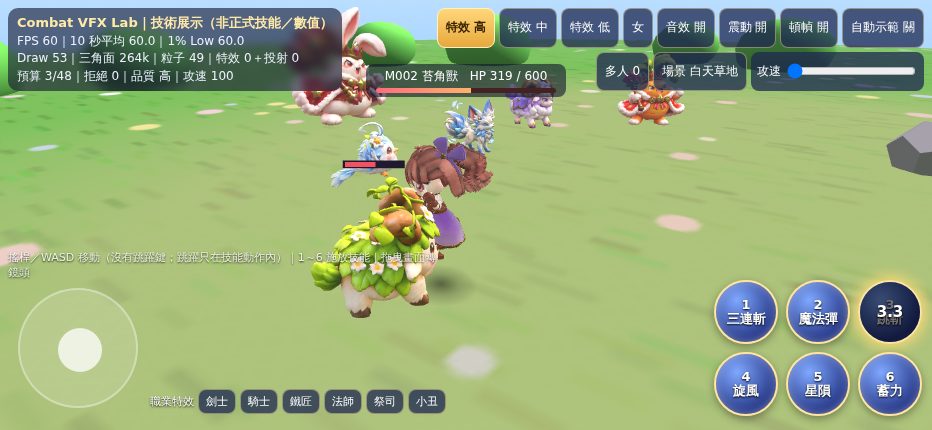 Combat VFX Lab｜技術展示（非正式技能／數值）
FPS 60｜10 秒平均 60.0｜1% Low 60.0
Draw 53｜三角面 264k｜粒子 49｜特效 0＋投射 0
預算 3/48｜拒絕 0｜品質 高｜攻速 100
特效 高
特效 中
特效 低
女
音效 開
震動 開
頓幀 開
自動示範 關
多人 0
場景 白天草地
攻速
M002 苔角獸 HP 319 / 600
搖桿／WASD 移動（沒有跳躍鍵；跳躍只在技能動作內）｜1～6 施放技能｜拖曳畫面轉
鏡頭
1
三連斬
2
魔法彈
3
3.3
跳斬
4
旋風
5
星隕
6
蓄力
職業特效
劍士
騎士
鐵匠
法師
祭司
小丑